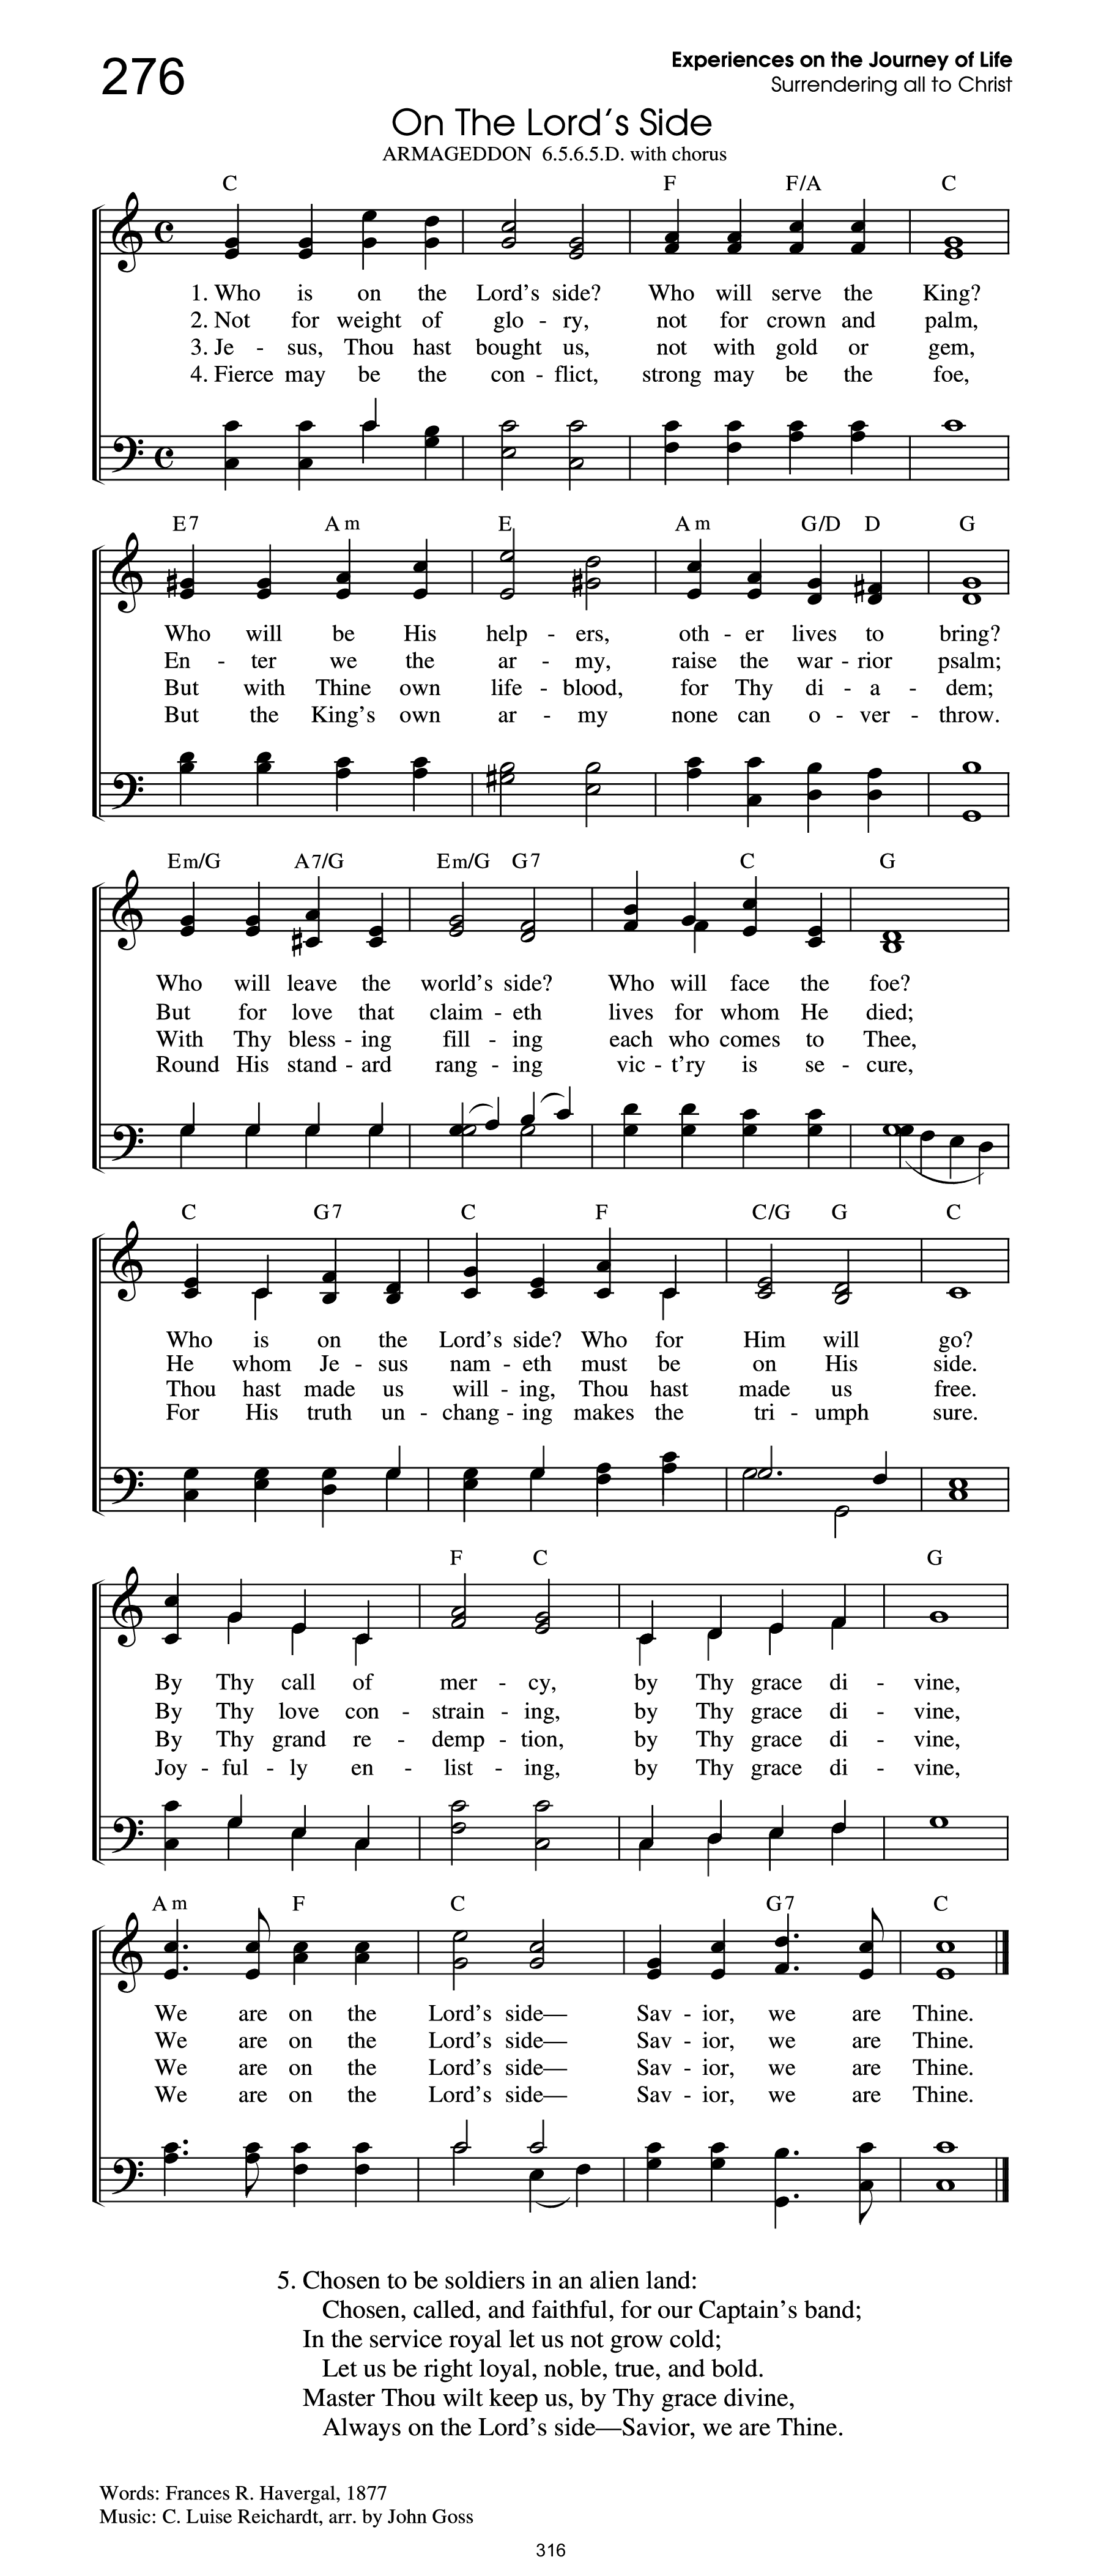 276
Experiences on the Journey of Life
Surrendering all to Christ
On The Lord's Side
ARMAGEDDON 6.5.6.5.D. with chorus
C F F/A C
1. Who is on the Lord's side? Who will serve the King?
2. Not for weight of glo - ry, not for crown and palm,
3. Je - sus, Thou hast bought us, not with gold or gem,
4. Fierce may be the con - flict, strong may be the foe,
E7 Am E Am G/D D G
Who will be His help - ers, oth - er lives to bring?
En - ter we the ar - my, raise the war - rior psalm;
But with Thine own life - blood, for Thy di - a - dem;
But the King's own ar - my none can o - ver - throw.
Em/G A7/G Em/G G7 C G
Who will leave the world's side? Who will face the foe?
But for love that claim - eth lives for whom He died;
With Thy bless - ing fill - ing each who comes to Thee,
Round His stand - ard rang - ing vic - t'ry is se - cure,
C G7 C F C/G G C
Who is on the Lord's side? Who for Him will go?
He whom Je - sus nam - eth must be on His side.
Thou hast made us will - ing, Thou hast made us free.
For His truth un - chang - ing makes the tri - umph sure.
F C G
By Thy call of mer - cy, by Thy grace di - vine,
By Thy love con - strain - ing, by Thy grace di - vine,
By Thy grand re - demp - tion, by Thy grace di - vine,
Joy - ful - ly en - list - ing, by Thy grace di - vine,
Am F C G7 C
We are on the Lord's side— Sav - ior, we are Thine.
We are on the Lord's side— Sav - ior, we are Thine.
We are on the Lord's side— Sav - ior, we are Thine.
We are on the Lord's side— Sav - ior, we are Thine.
5. Chosen to be soldiers in an alien land:
Chosen, called, and faithful, for our Captain's band;
In the service royal let us not grow cold;
Let us be right loyal, noble, true, and bold.
Master Thou wilt keep us, by Thy grace divine,
Always on the Lord's side—Savior, we are Thine.
Words: Frances R. Havergal, 1877
Music: C. Luise Reichardt, arr. by John Goss
316